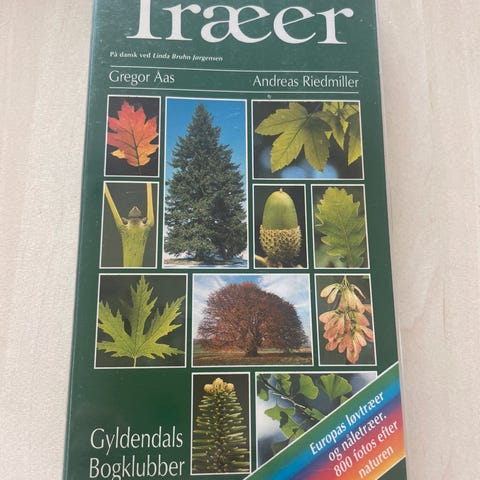 Træer
På dansk ved Linda Bruhn Jørgensen
Gregor Aas
Andreas Riedmiller
Gyldendals
Bogklubber
Europas løvtræer
og nåletræer.
800 fotos efter
naturen